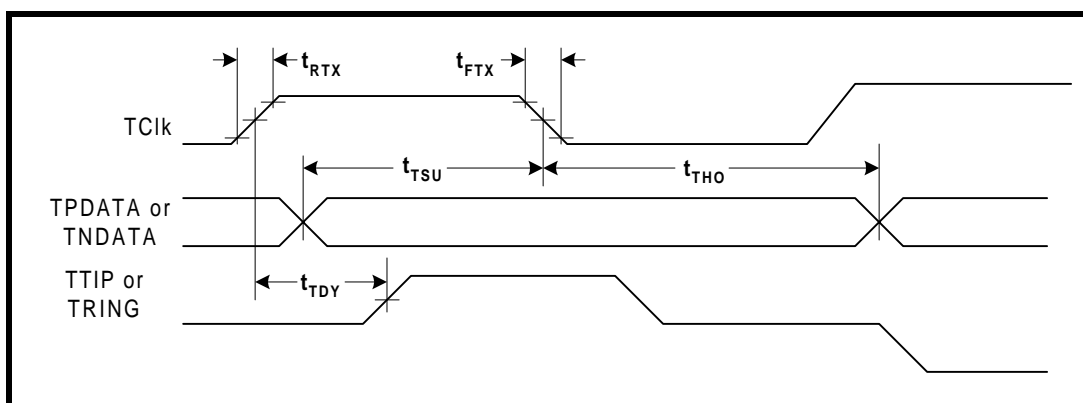 tRTX
tFTX
TClk
tTSU
tTHO
TPDATA or
TNDATA
TTIP or
TRING
tTDY